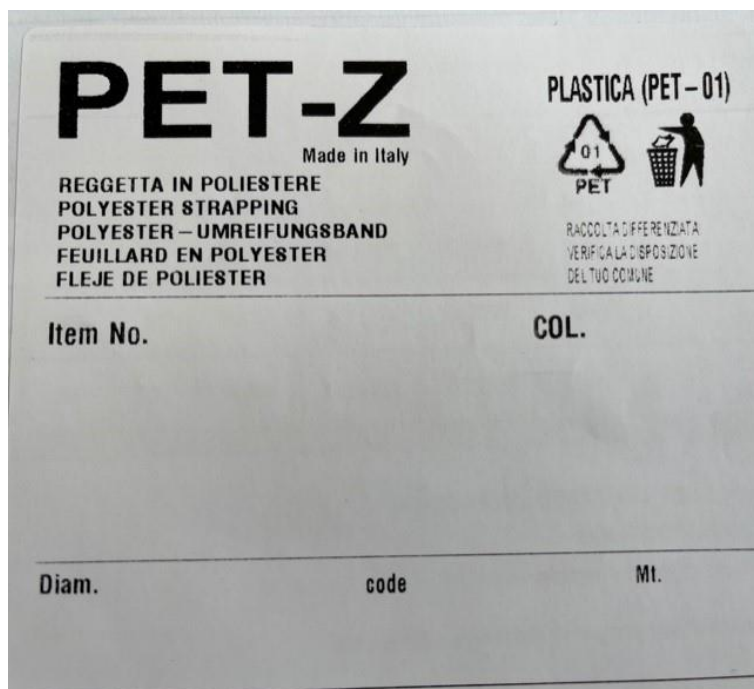 PET-Z
Made in Italy
REGGETTA IN POLIESTERE
POLYESTER STRAPPING
POLYESTER – UMREIFUNGSBAND
FEUILLARD EN POLYESTER
FLEJE DE POLIESTER
PLASTICA (PET – 01)
01
PET
RACCOLTA DIFFERENZIATA
VERIFICA LA DISPOSIZIONE
DEL TUO COMUNE
Item No.
COL.
Diam.
code
Mt.